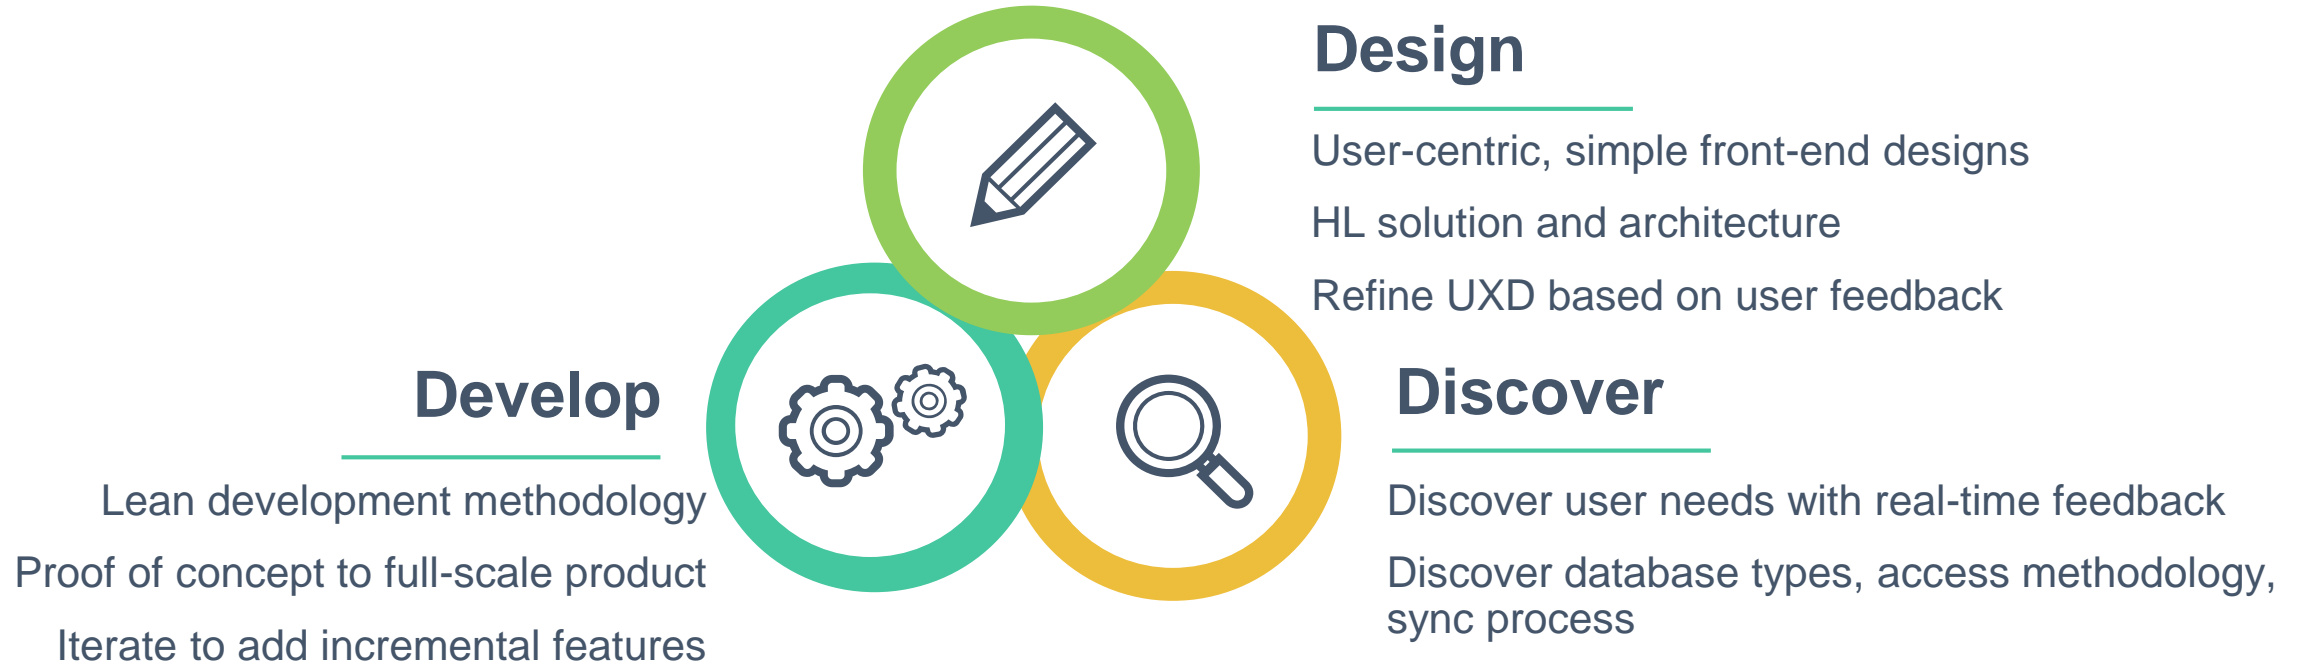 Design
User-centric, simple front-end designs
HL solution and architecture
Refine UXD based on user feedback
Develop
Lean development methodology
Proof of concept to full-scale product
Iterate to add incremental features
Discover
Discover user needs with real-time feedback
Discover database types, access methodology,
sync process